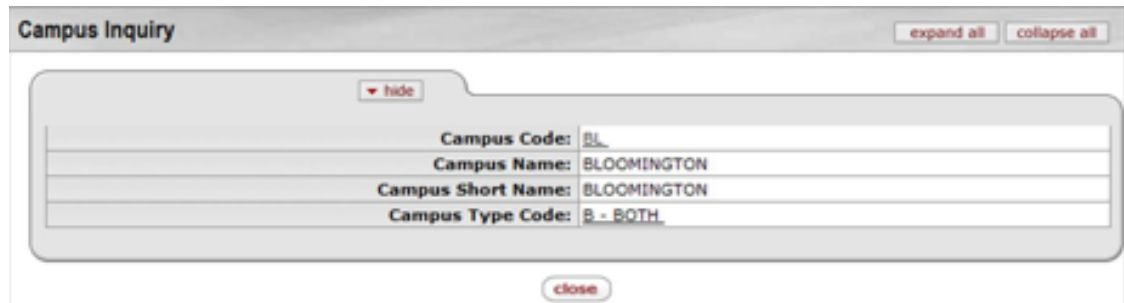 Campus Inquiry
expand all collapse all
hide
Campus Code: BL
Campus Name: BLOOMINGTON
Campus Short Name: BLOOMINGTON
Campus Type Code: B - BOTH
close